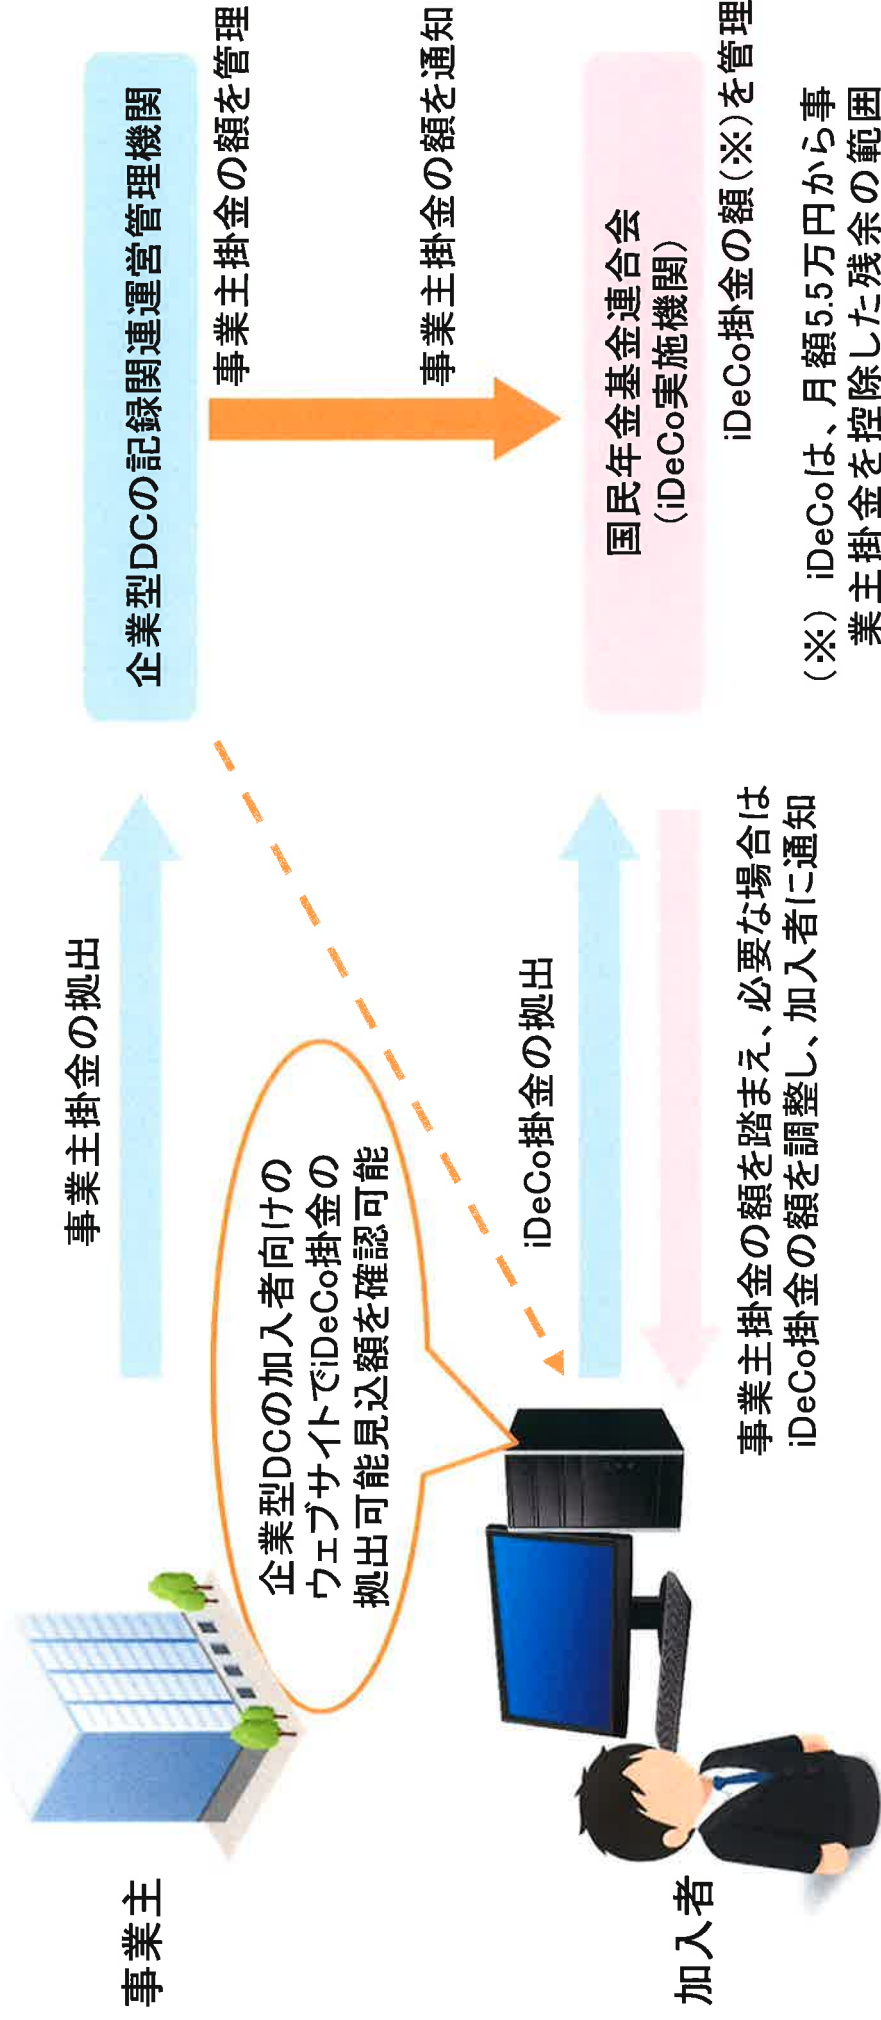 事業主
事業主掛金の拠出
企業型DCの記録関連運営管理機関
事業主掛金の額を管理
企業型DCの加入者向けの
ウェブサイトでiDeCo掛金の
拠出可能見込額を確認可能
事業主掛金の額を通知
加入者
iDeCo掛金の拠出
国民年金基金連合会
（iDeCo実施機関）
iDeCo掛金の額（※）を管理
事業主掛金の額を踏まえ、必要な場合は
iDeCo掛金の額を調整し、加入者に通知
（※）iDeCoは、月額5.5万円から事
業主掛金を控除した残余の範囲